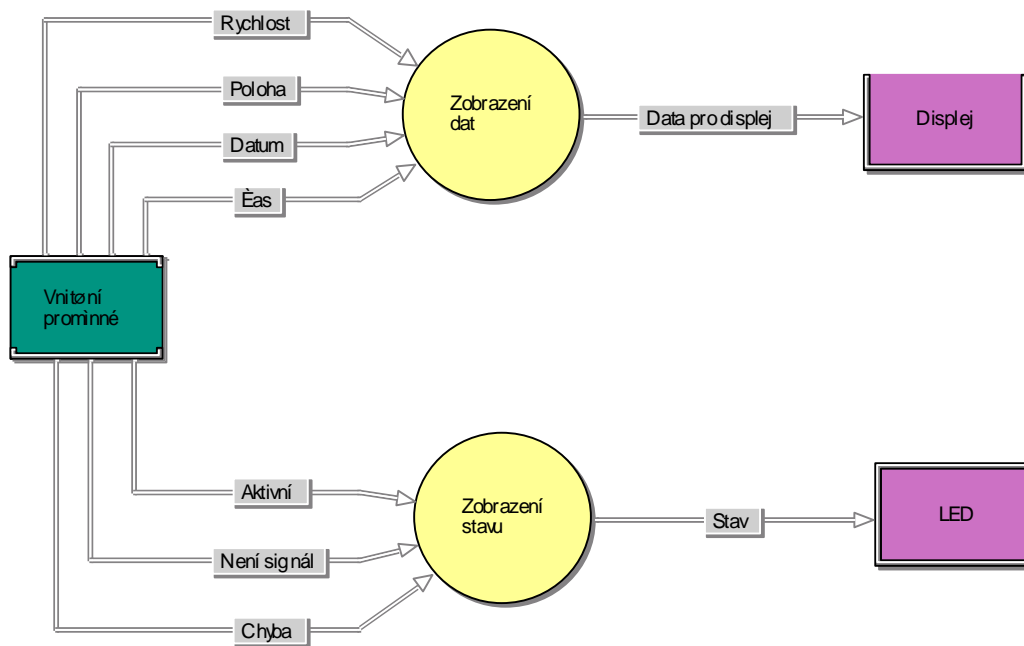 Rychlost
Poloha
Zobrazení
dat
Data pro displej
Displej
Datum
Èas
Vnitøní
promìnné
Aktivní
Zobrazení
stavu
Stav
LED
Není signál
Chyba